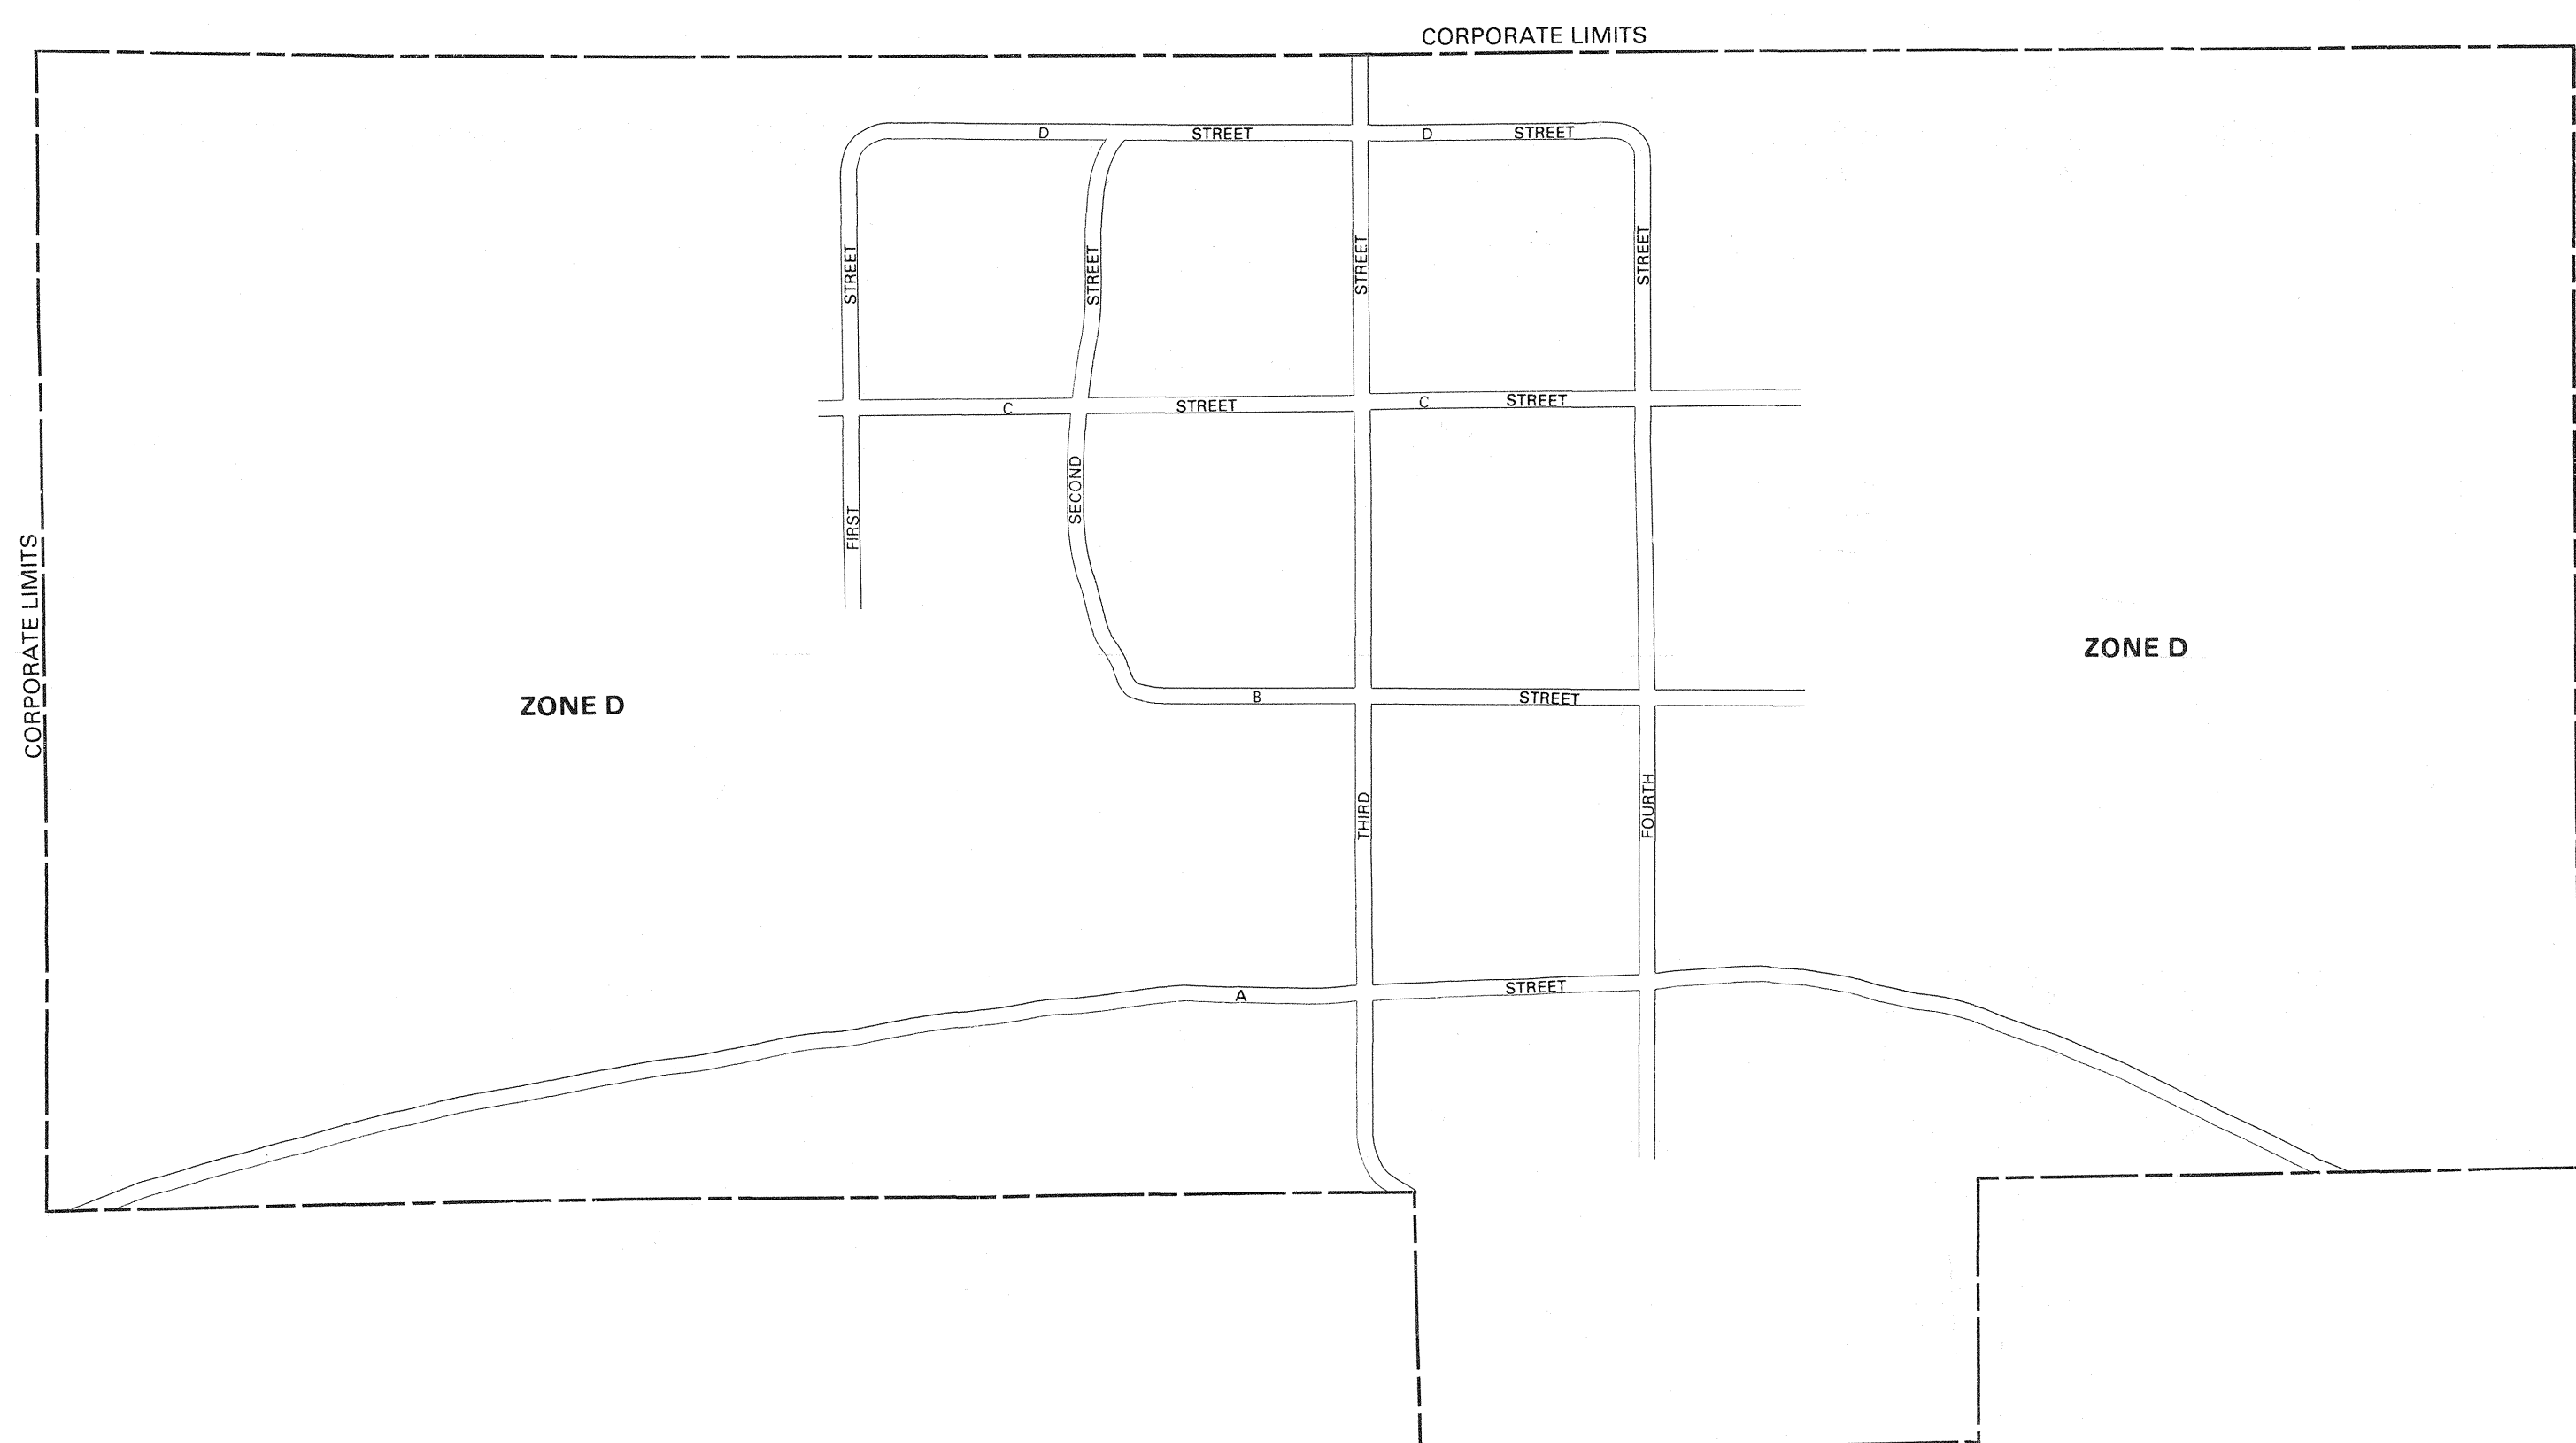 CORPORATE LIMITS
D STREET D STREET
STREET STREET STREET STREET
C STREET C STREET
SECOND
FIRST
CORPORATE LIMITS
ZONE D
ZONE D
B STREET
THIRD FOURTH
A STREET